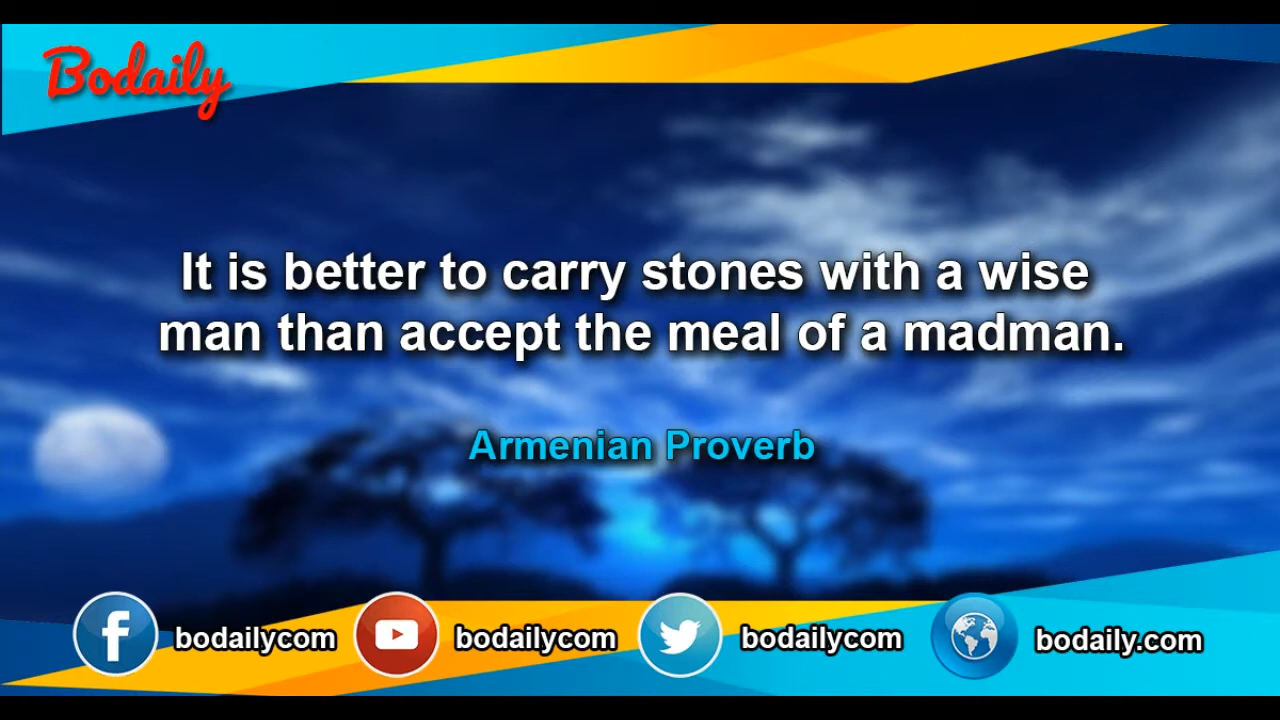 Bodaily
It is better to carry stones with a wise
man than accept the meal of a madman.
Armenian Proverb
bodailycom
bodailycom
bodailycom
bodaily.com